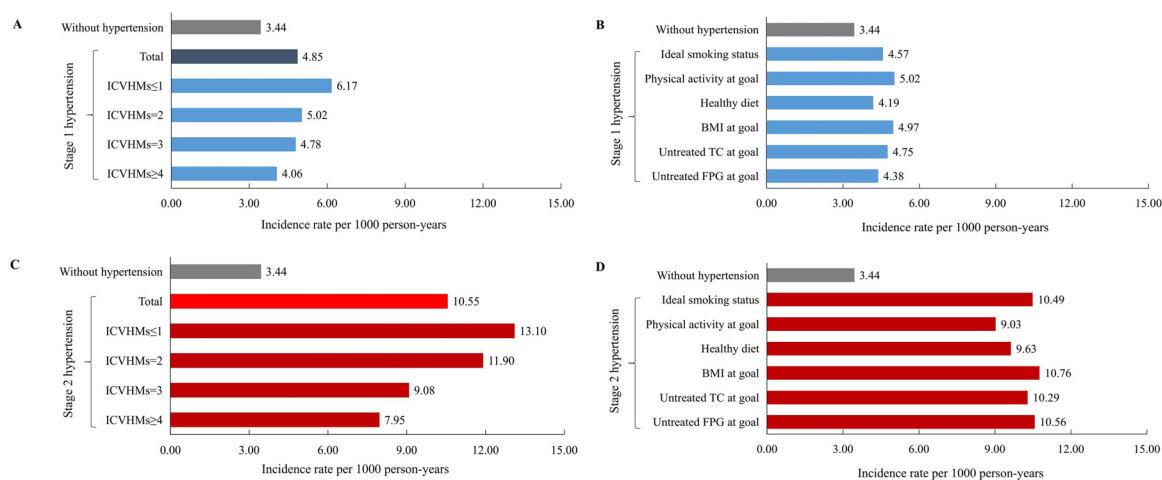 A
Without hypertension 3.44
Stage 1 hypertension
Total 4.85
ICVHMs≤1 6.17
ICVHMs=2 5.02
ICVHMs=3 4.78
ICVHMs≥4 4.06
0.00 3.00 6.00 9.00 12.00 15.00
Incidence rate per 1000 person-years
B
Without hypertension 3.44
Stage 1 hypertension
Ideal smoking status 4.57
Physical activity at goal 5.02
Healthy diet 4.19
BMI at goal 4.97
Untreated TC at goal 4.75
Untreated FPG at goal 4.38
0.00 3.00 6.00 9.00 12.00 15.00
Incidence rate per 1000 person-years
C
Without hypertension 3.44
Stage 2 hypertension
Total 10.55
ICVHMs≤1 13.10
ICVHMs=2 11.90
ICVHMs=3 9.08
ICVHMs≥4 7.95
0.00 3.00 6.00 9.00 12.00 15.00
Incidence rate per 1000 person-years
D
Without hypertension 3.44
Stage 2 hypertension
Ideal smoking status 10.49
Physical activity at goal 9.03
Healthy diet 9.63
BMI at goal 10.76
Untreated TC at goal 10.29
Untreated FPG at goal 10.56
0.00 3.00 6.00 9.00 12.00 15.00
Incidence rate per 1000 person-years